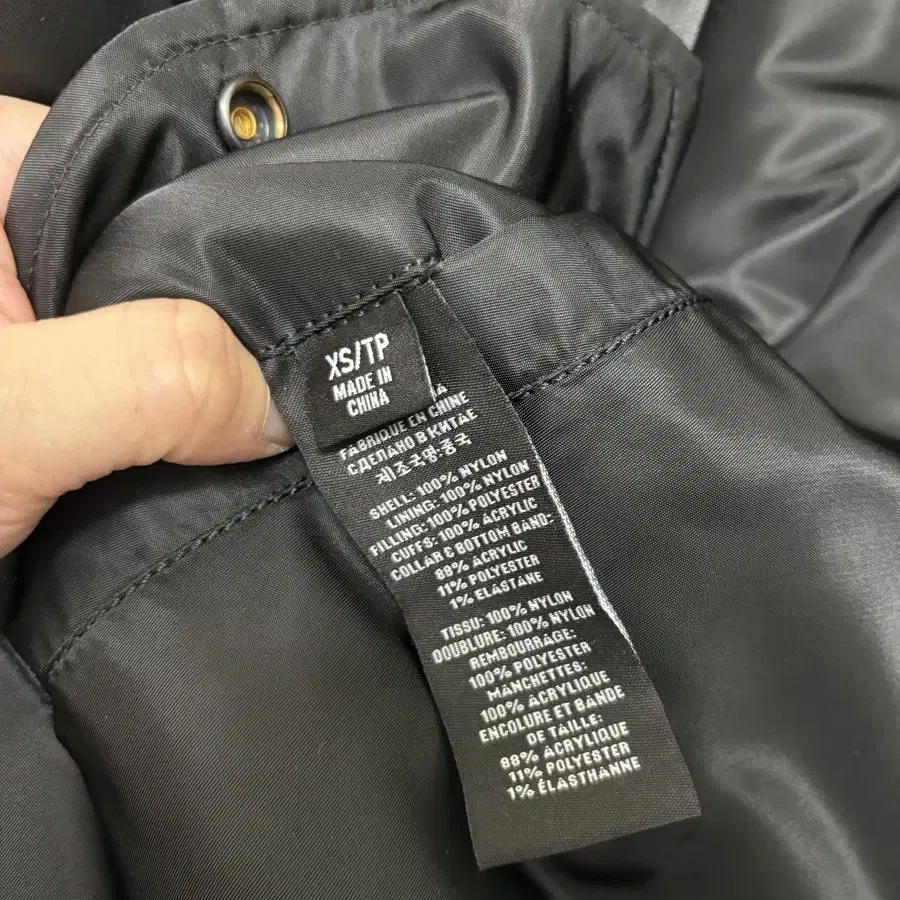 XS/TP
MADE IN
CHINA
FABRIQUE EN CHINE
СДЕЛАНО В КИТАЕ
제조국명중국
SHELL: 100% NYLON
LINING: 100% NYLON
FILLING: 100% POLYESTER
CUFFS: 100% ACRYLIC
COLLAR & BOTTOM BAND:
88% ACRYLIC
11% POLYESTER
1% ELASTANE
TISSU: 100% NYLON
DOUBLURE: 100% NYLON
REMBOURRAGE:
100% POLYESTER
MANCHETTES:
100% ACRYLIQUE
ENCOLURE ET BANDE
DE TAILLE:
88% ACRYLIQUE
11% POLYESTER
1% ÉLASTHANNE